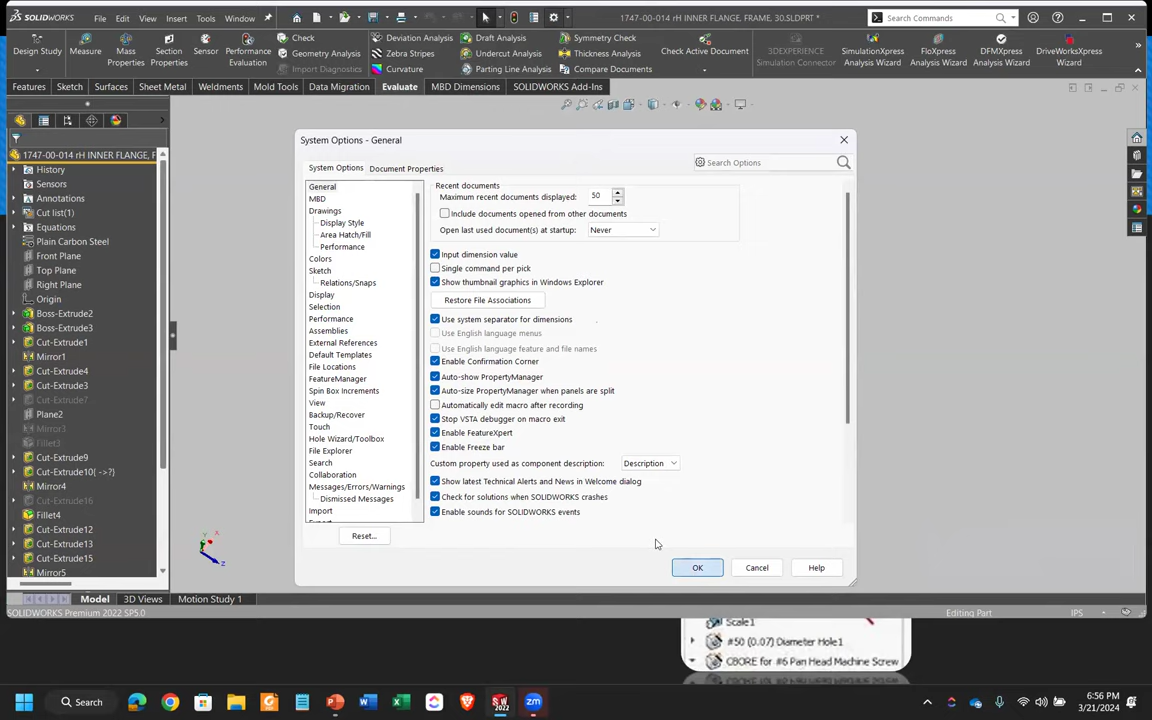 SOLIDWORKS File Edit View Insert Tools Window 1747-00-014 rH INNER FLANGE, FRAME, 30.SLDPRT * Search Commands
Design Study Measure Mass Properties Section Properties Sensor Performance Evaluation Check Deviation Analysis Draft Analysis Symmetry Check Check Active Document 3DEXPERIENCE Simulation Connector SimulationXpress Analysis Wizard FloXpress Analysis Wizard DFMXpress Analysis Wizard DriveWorksXpress Wizard
Geometry Analysis Zebra Stripes Undercut Analysis Thickness Analysis
Import Diagnostics Curvature Parting Line Analysis Compare Documents
Features Sketch Surfaces Sheet Metal Weldments Mold Tools Data Migration Evaluate MBD Dimensions SOLIDWORKS Add-Ins
1747-00-014 rH INNER FLANGE, F
History
Sensors
Annotations
Cut list(1)
Equations
Plain Carbon Steel
Front Plane
Top Plane
Right Plane
Origin
Boss-Extrude2
Boss-Extrude3
Cut-Extrude1
Mirror1
Cut-Extrude4
Cut-Extrude3
Cut-Extrude7
Plane2
Mirror3
Fillet3
Cut-Extrude9
Cut-Extrude10{ ->?}
Mirror4
Cut-Extrude16
Fillet4
Cut-Extrude12
Cut-Extrude13
Cut-Extrude15
Mirror5
System Options - General
System Options Document Properties Search Options
General
MBD
Drawings
Display Style
Area Hatch/Fill
Performance
Colors
Sketch
Relations/Snaps
Display
Selection
Performance
Assemblies
External References
Default Templates
File Locations
FeatureManager
Spin Box Increments
View
Backup/Recover
Touch
Hole Wizard/Toolbox
File Explorer
Search
Collaboration
Messages/Errors/Warnings
Dismissed Messages
Import
Export
Reset...
Recent documents
Maximum recent documents displayed: 50
Include documents opened from other documents
Open last used document(s) at startup: Never
Input dimension value
Single command per pick
Show thumbnail graphics in Windows Explorer
Restore File Associations
Use system separator for dimensions .
Use English language menus
Use English language feature and file names
Enable Confirmation Corner
Auto-show PropertyManager
Auto-size PropertyManager when panels are split
Automatically edit macro after recording
Stop VSTA debugger on macro exit
Enable FeatureXpert
Enable Freeze bar
Custom property used as component description: Description
Show latest Technical Alerts and News in Welcome dialog
Check for solutions when SOLIDWORKS crashes
Enable sounds for SOLIDWORKS events
OK Cancel Help
Y X Z
Model 3D Views Motion Study 1
SOLIDWORKS Premium 2022 SP5.0 Editing Part IPS
Scale1
#50 (0.07) Diameter Hole1
CBORE for #6 Pan Head Machine Screw
Search SW 2022 zm 6:56 PM
3/21/2024